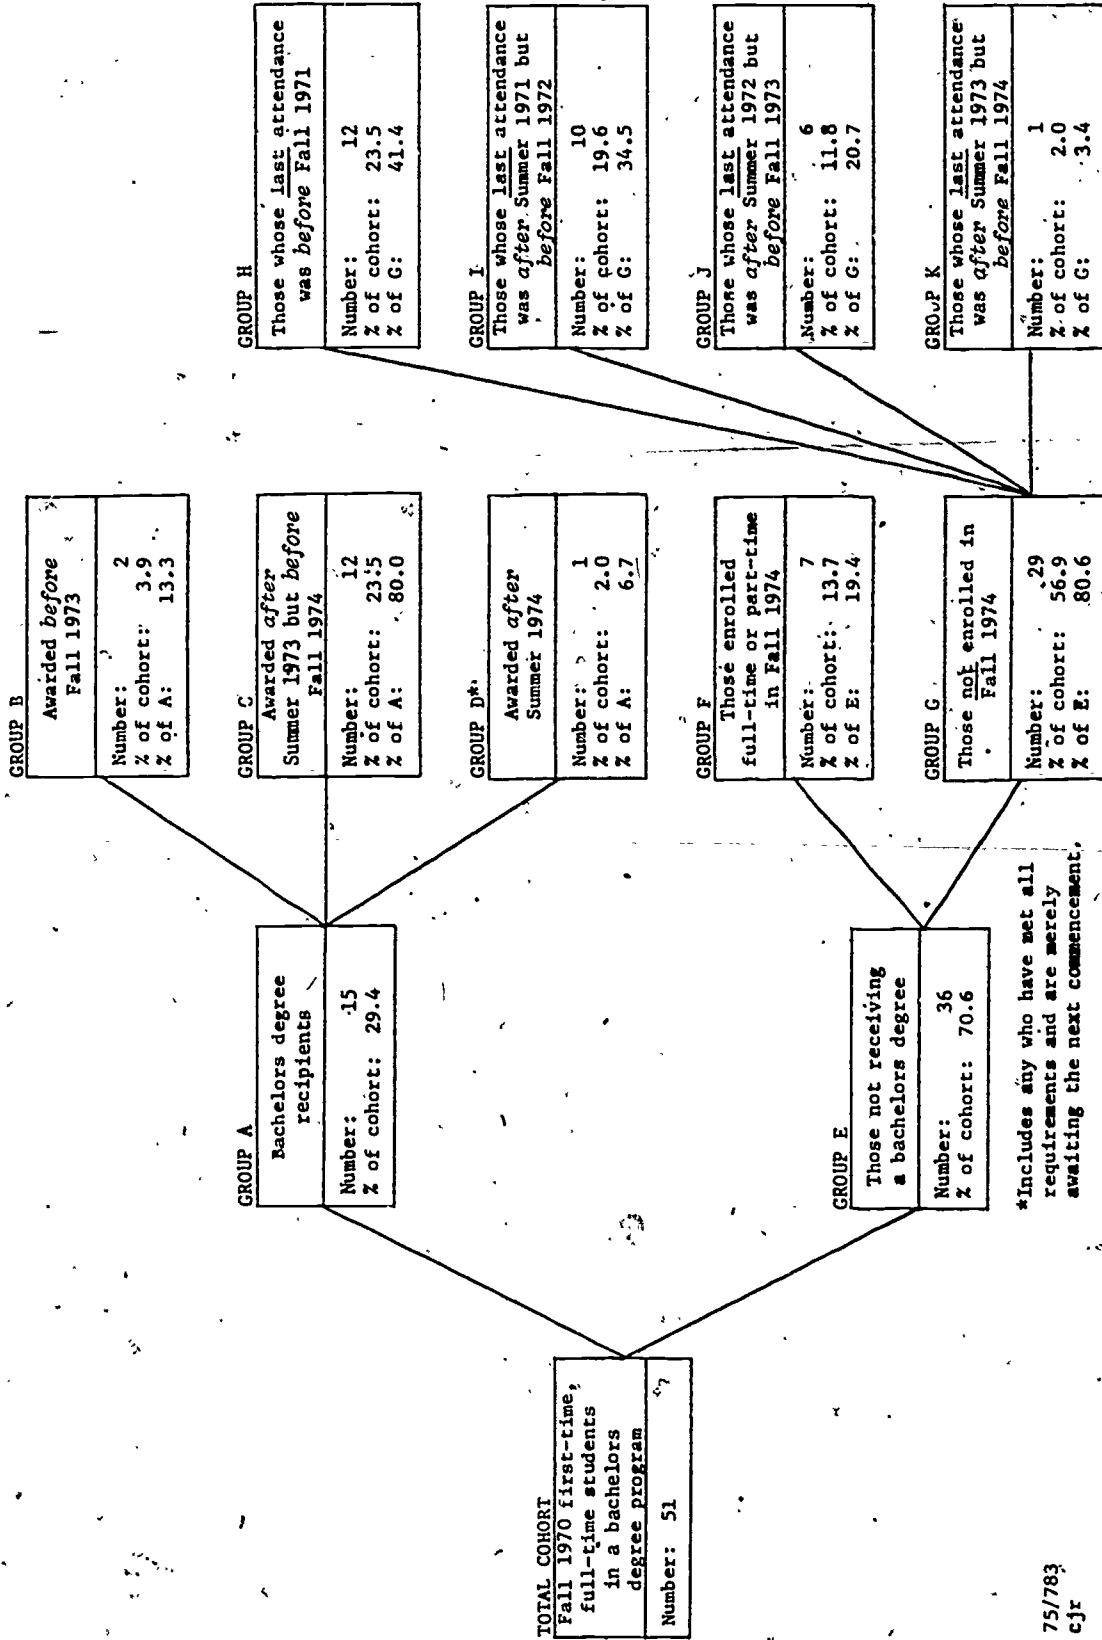 TOTAL COHORT
Fall 1970 first-time,
full-time students
in a bachelors
degree program
Number: 51
GROUP A
Bachelors degree
recipients
Number: 15
% of cohort: 29.4
GROUP E
Those not receiving
a bachelors degree
Number: 36
% of cohort: 70.6
GROUP B
Awarded before
Fall 1973
Number: 2
% of cohort: 3.9
% of A: 13.3
GROUP C
Awarded after
Summer 1973 but before
Fall 1974
Number: 12
% of cohort: 23.5
% of A: 80.0
GROUP D*
Awarded after
Summer 1974
Number: 1
% of cohort: 2.0
% of A: 6.7
GROUP F
Those enrolled
full-time or part-time
in Fall 1974
Number: 7
% of cohort: 13.7
% of E: 19.4
GROUP G
Those not enrolled in
Fall 1974
Number: 29
% of cohort: 56.9
% of E: 80.6
GROUP H
Those whose last attendance
was before Fall 1971
Number: 12
% of cohort: 23.5
% of G: 41.4
GROUP I
Those whose last attendance
was after Summer 1971 but
before Fall 1972
Number: 10
% of cohort: 19.6
% of G: 34.5
GROUP J
Those whose last attendance
was after Summer 1972 but
before Fall 1973
Number: 6
% of cohort: 11.8
% of G: 20.7
GROUP K
Those whose last attendance
was after Summer 1973 but
before Fall 1974
Number: 1
% of cohort: 2.0
% of G: 3.4
*Includes any who have met all
requirements and are merely
awaiting the next commencement.
75/783
cjr